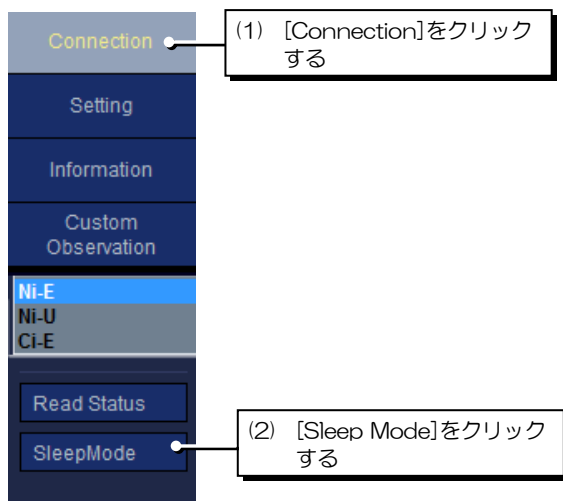 Connection
(1) [Connection]をクリック
する
Setting
Information
Custom
Observation
Ni-E
Ni-U
Ci-E
Read Status
SleepMode
(2) [Sleep Mode]をクリック
する